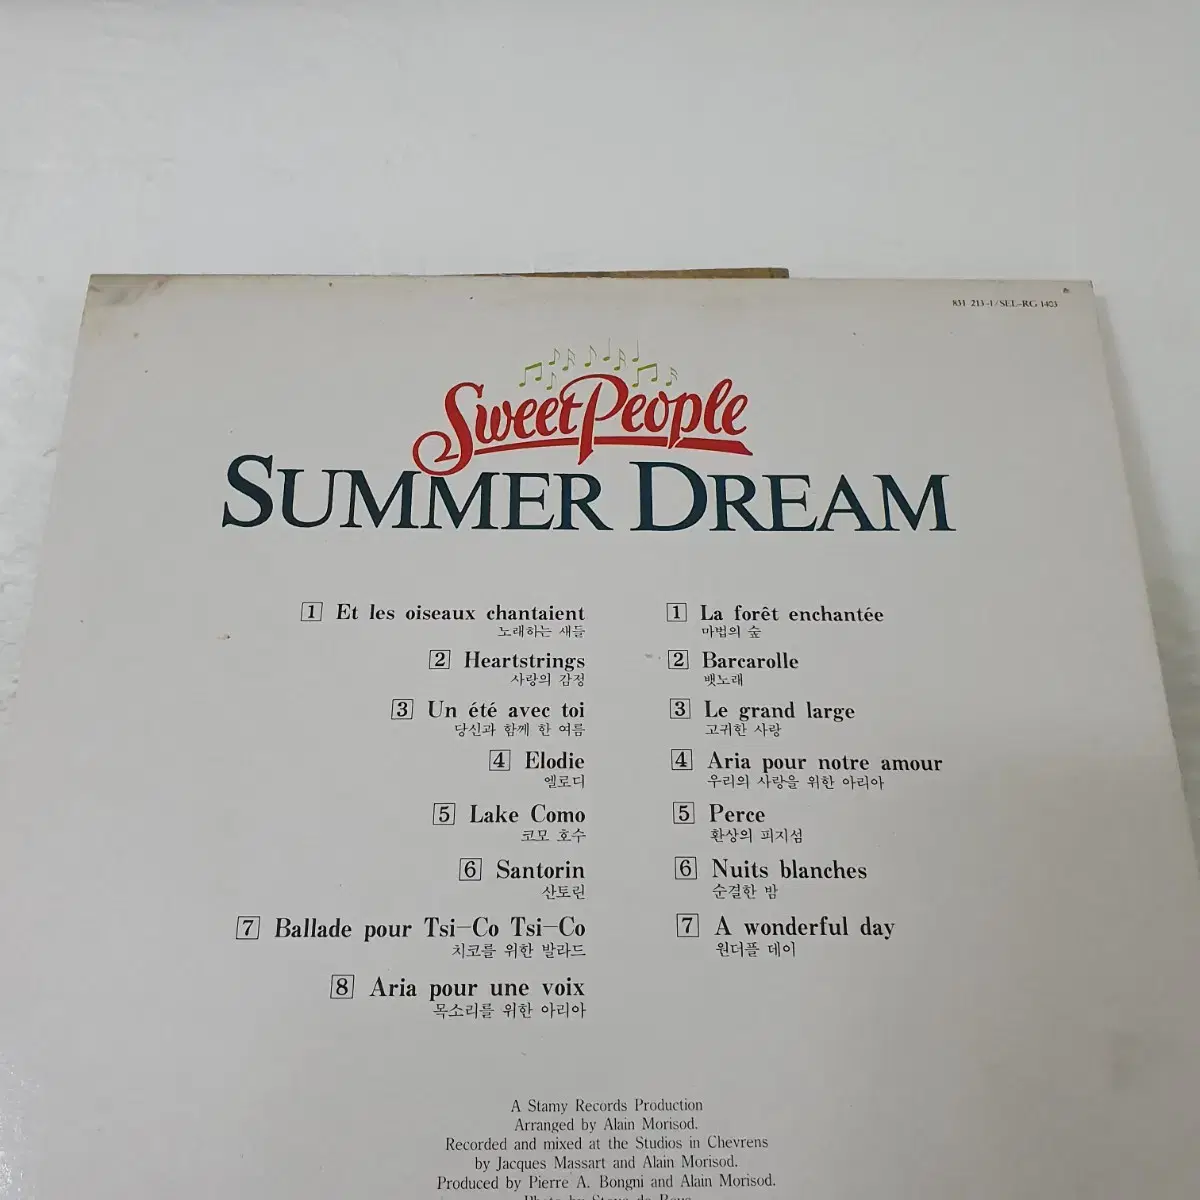 831 213-1/SEL-RG 1403
Sweet People
SUMMER DREAM
1 Et les oiseaux chantaient
노래하는 새들
2 Heartstrings
사랑의 감정
3 Un été avec toi
당신과 함께 한 여름
4 Elodie
엘로디
5 Lake Como
코모 호수
6 Santorin
산토린
7 Ballade pour Tsi-Co Tsi-Co
치코를 위한 발라드
8 Aria pour une voix
목소리를 위한 아리아
1 La forêt enchantée
마법의 숲
2 Barcarolle
뱃노래
3 Le grand large
고귀한 사랑
4 Aria pour notre amour
우리의 사랑을 위한 아리아
5 Perce
환상의 피지섬
6 Nuits blanches
순결한 밤
7 A wonderful day
원더플 데이
A Stamy Records Production
Arranged by Alain Morisod.
Recorded and mixed at the Studios in Chevrens
by Jacques Massart and Alain Morisod.
Produced by Pierre A. Bongni and Alain Morisod.